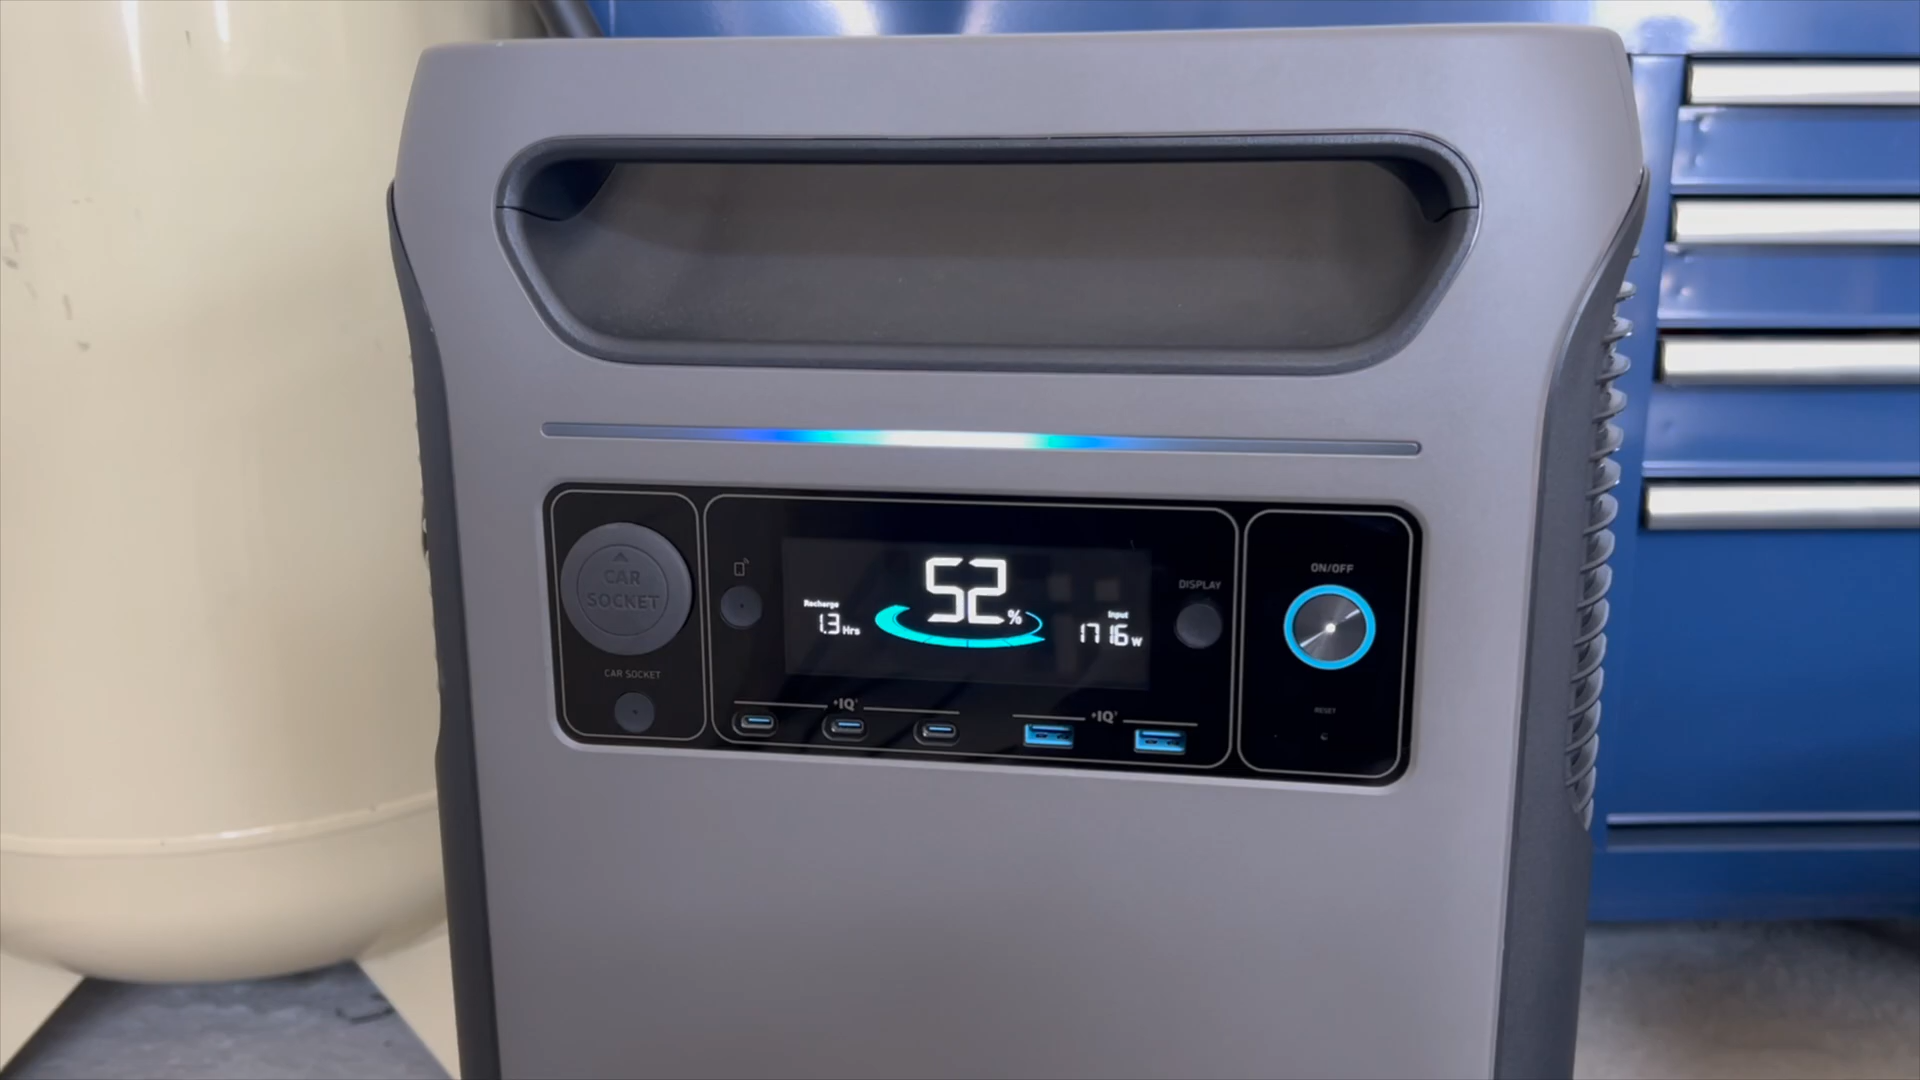 CAR
SOCKET
CAR SOCKET
Recharge
1.3 Hrs
52%
Input
1716 W
DISPLAY
IQ
IQ
ON/OFF
RESET